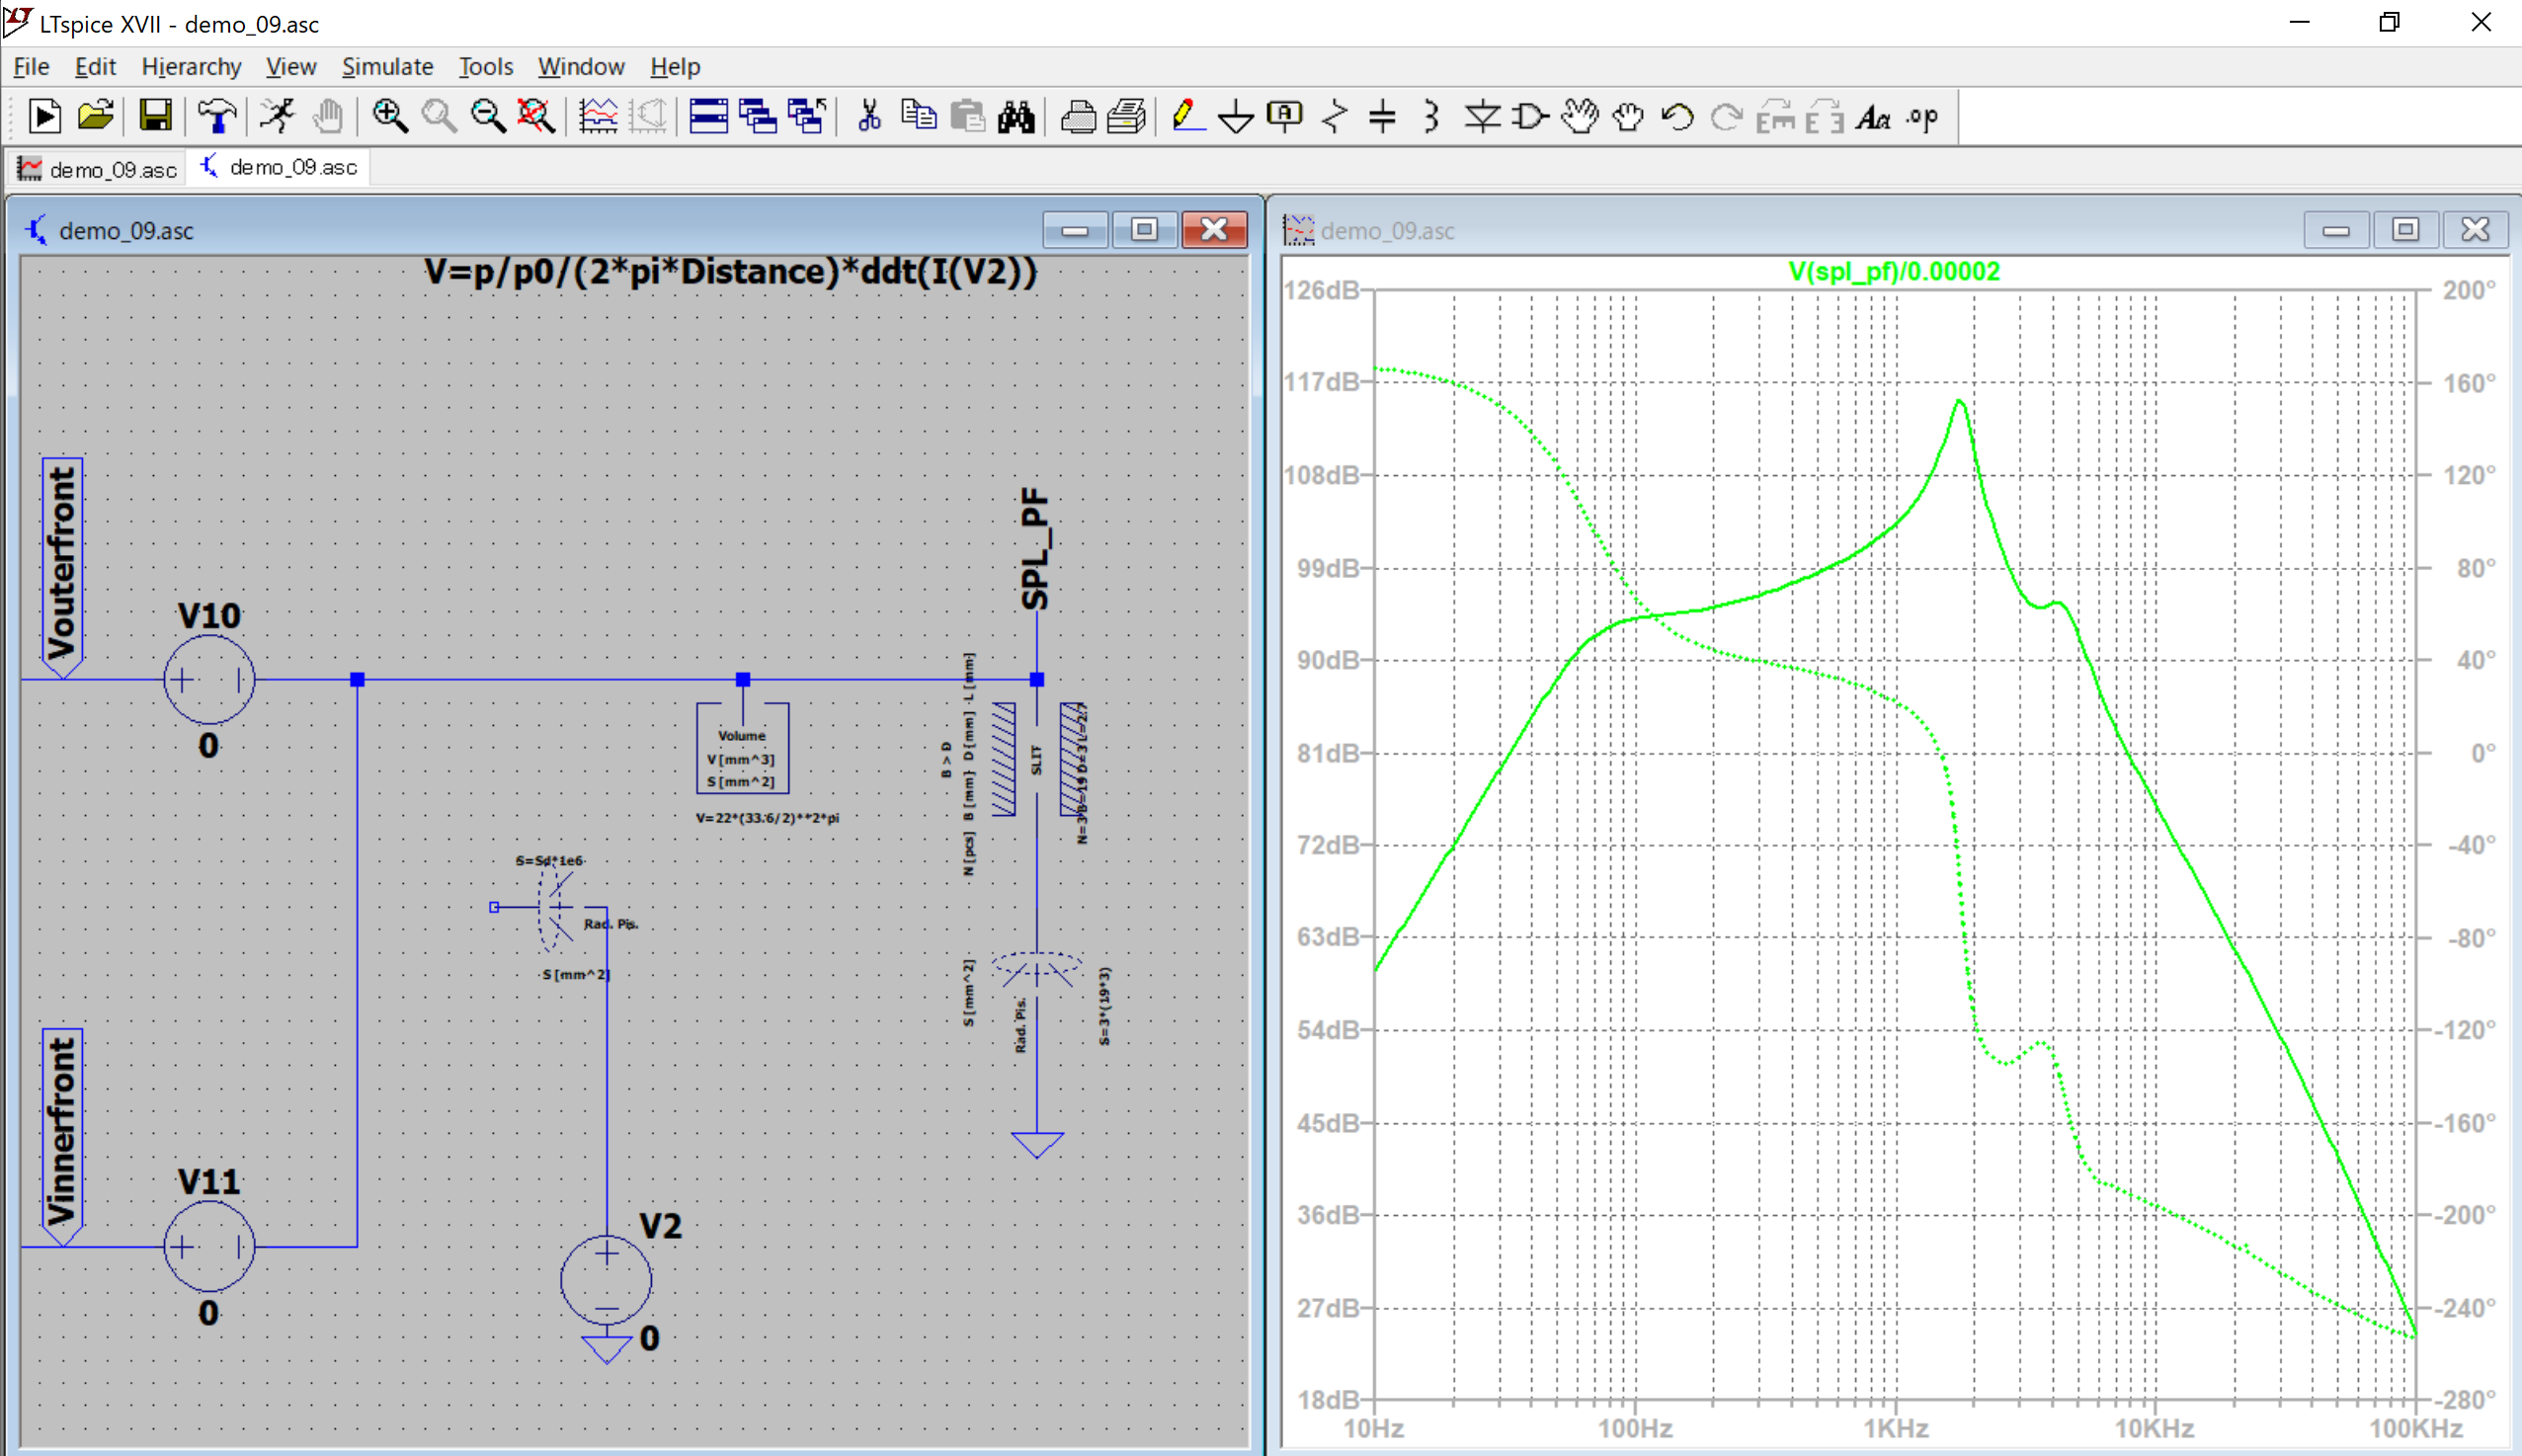 LTspice XVII - demo_09.asc
File Edit Hierarchy View Simulate Tools Window Help
A
Aa .op
demo_09.asc
demo_09.asc
demo_09.asc
V=p/p0/(2*pi*Distance)*ddt(I(V2))
Vouterfront
V10
0
SPL_PF
Volume
V[mm^3]
S[mm^2]
V=22*(33.6/2)**2*pi
B > D
N[pcs] B[mm] D[mm] L[mm]
SLIT
N=3 B=19 D=3 L=2.7
S=Sd*1e6
Rad. Pis.
S[mm^2]
S[mm^2]
Rad. Pis.
S=3*(19*3)
Vinnerfront
V11
0
V2
0
demo_09.asc
V(spl_pf)/0.00002
126dB
117dB
108dB
99dB
90dB
81dB
72dB
63dB
54dB
45dB
36dB
27dB
18dB
200°
160°
120°
80°
40°
0°
-40°
-80°
-120°
-160°
-200°
-240°
-280°
10Hz 100Hz 1KHz 10KHz 100KHz